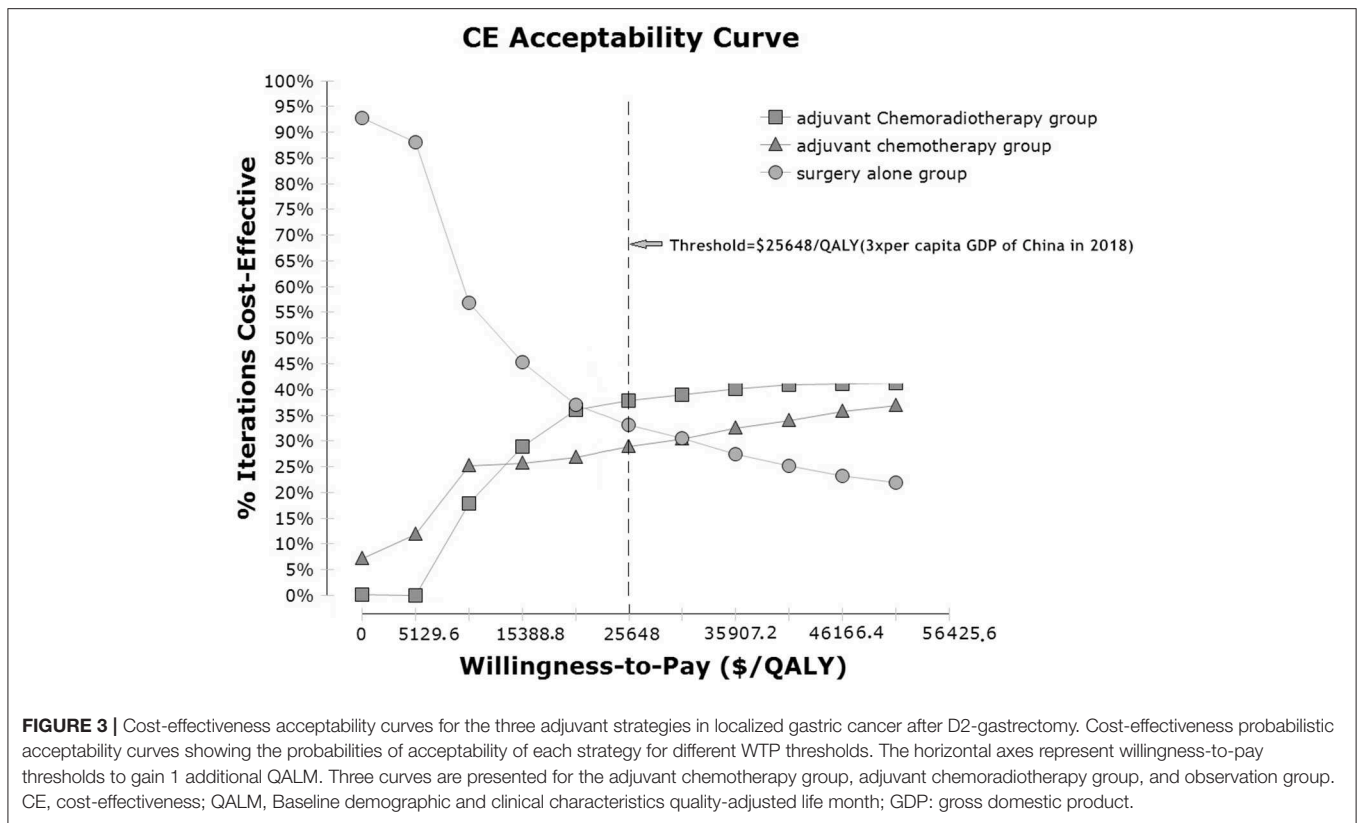 CE Acceptability Curve
100%
95%
90%
85%
80%
75%
70%
65%
60%
55%
50%
45%
40%
35%
30%
25%
20%
15%
10%
5%
0%
% Iterations Cost-Effective
adjuvant Chemoradiotherapy group
adjuvant chemotherapy group
surgery alone group
Threshold=$25648/QALY(3xper capita GDP of China in 2018)
0 5129.6 15388.8 25648 35907.2 46166.4 56425.6
Willingness-to-Pay ($/QALY)
FIGURE 3 | Cost-effectiveness acceptability curves for the three adjuvant strategies in localized gastric cancer after D2-gastrectomy. Cost-effectiveness probabilistic
acceptability curves showing the probabilities of acceptability of each strategy for different WTP thresholds. The horizontal axes represent willingness-to-pay
thresholds to gain 1 additional QALM. Three curves are presented for the adjuvant chemotherapy group, adjuvant chemoradiotherapy group, and observation group.
CE, cost-effectiveness; QALM, Baseline demographic and clinical characteristics quality-adjusted life month; GDP: gross domestic product.